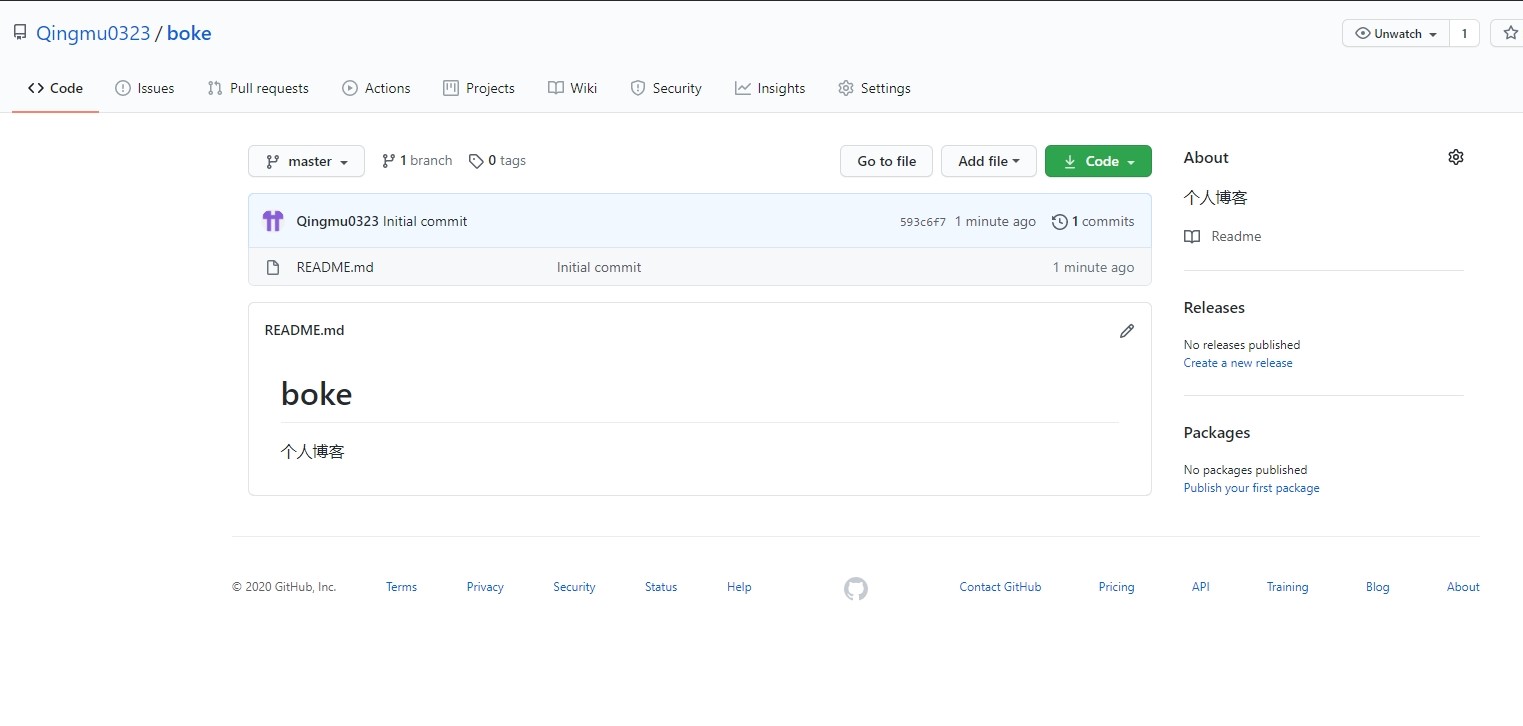 Qingmu0323 / boke
Unwatch 1
Code Issues Pull requests Actions Projects Wiki Security Insights Settings
master 1 branch 0 tags Go to file Add file Code
Qingmu0323 Initial commit 593c6f7 1 minute ago 1 commits
README.md Initial commit 1 minute ago
README.md
boke
个人博客
About
个人博客
Readme
Releases
No releases published
Create a new release
Packages
No packages published
Publish your first package
© 2020 GitHub, Inc. Terms Privacy Security Status Help Contact GitHub Pricing API Training Blog About